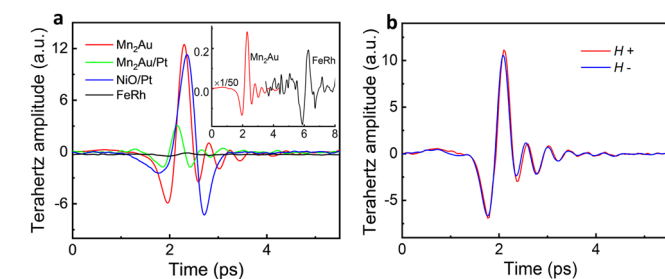 a
Terahertz amplitude (a.u.)
12
6
0
-6
Mn₂Au
Mn₂Au/Pt
NiO/Pt
FeRh
0.2
0.0
×1/50
Mn₂Au
FeRh
0 2 4 6 8
0 2 4
Time (ps)
b
Terahertz amplitude (a.u.)
10
5
0
-5
H +
H -
0 2 4
Time (ps)